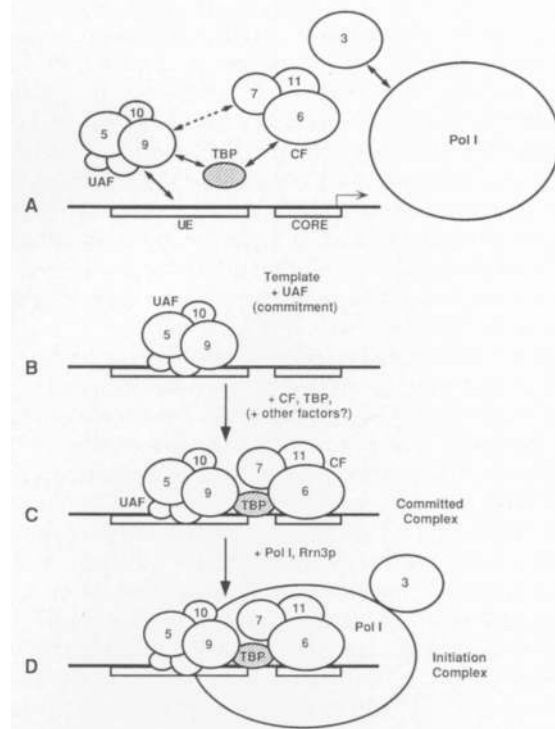 3
7
11
6
CF
10
5
9
UAF
TBP
Pol I
A
UE
CORE
Template
+ UAF
(commitment)
UAF
10
5
9
B
+ CF, TBP,
(+ other factors?)
10
5
9
UAF
7
11
CF
6
TBP
C
Committed
Complex
+ Pol I, Rrn3p
3
10
5
9
7
11
6
Pol I
TBP
D
Initiation
Complex